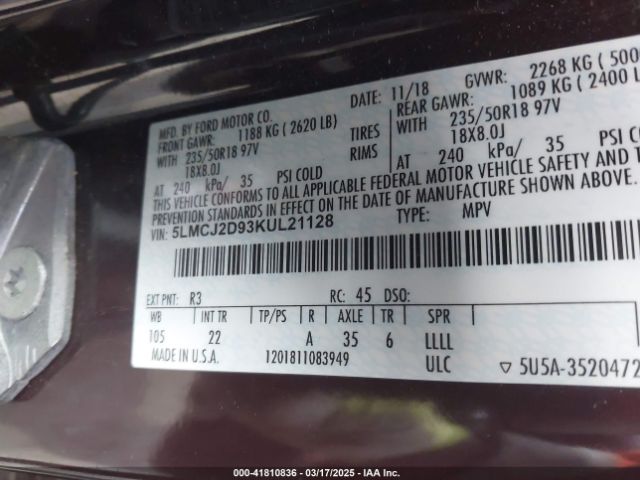 MFD. BY FORD MOTOR CO.
DATE: 11/18 GVWR: 2268 KG ( 500
FRONT GAWR: 1188 KG ( 2620 LB)
REAR GAWR: 1089 KG ( 2400 L
WITH 235/50R18 97V TIRES WITH 235/50R18 97V
18X8.0J RIMS 18X8.0J
AT 240 kPa/ 35 PSI COLD AT 240 kPa/ 35 PSI CO
THIS VEHICLE CONFORMS TO ALL APPLICABLE FEDERAL MOTOR VEHICLE SAFETY AND T
PREVENTION STANDARDS IN EFFECT ON THE DATE OF MANUFACTURE SHOWN ABOVE.
VIN: 5LMCJ2D93KUL21128 TYPE: MPV
EXT PNT: R3 RC: 45 DSO:
WB INT TR TP/PS R AXLE TR SPR
105 22 A 35 6 LLLL
MADE IN U.S.A. 1201811083949 ULC ▽ 5U5A-3520472
000-41810836 - 03/17/2025 - IAA Inc.